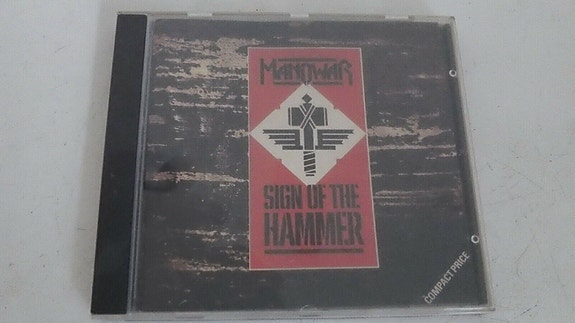 MANOWAR
SIGN OF THE
HAMMER
COMPACT PRICE